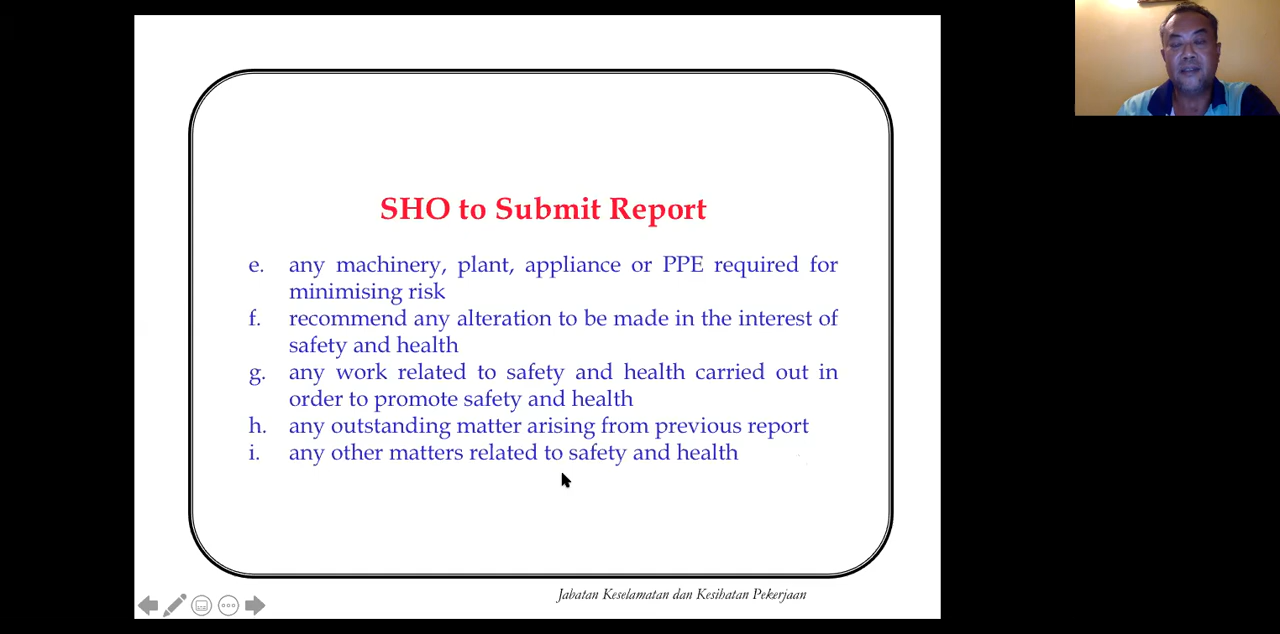 SHO to Submit Report
e. any machinery, plant, appliance or PPE required for
minimising risk
f. recommend any alteration to be made in the interest of
safety and health
g. any work related to safety and health carried out in
order to promote safety and health
h. any outstanding matter arising from previous report
i. any other matters related to safety and health
Jabatan Keselamatan dan Kesihatan Pekerjaan